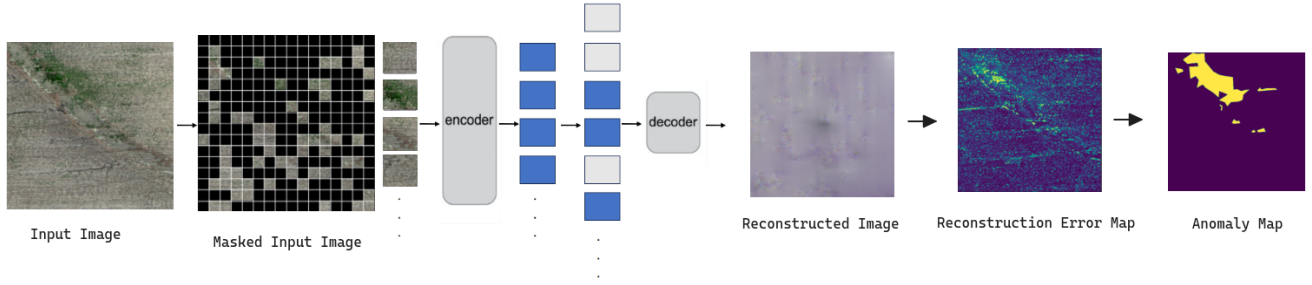 encoder
decoder
Input Image
Masked Input Image
Reconstructed Image
Reconstruction Error Map
Anomaly Map